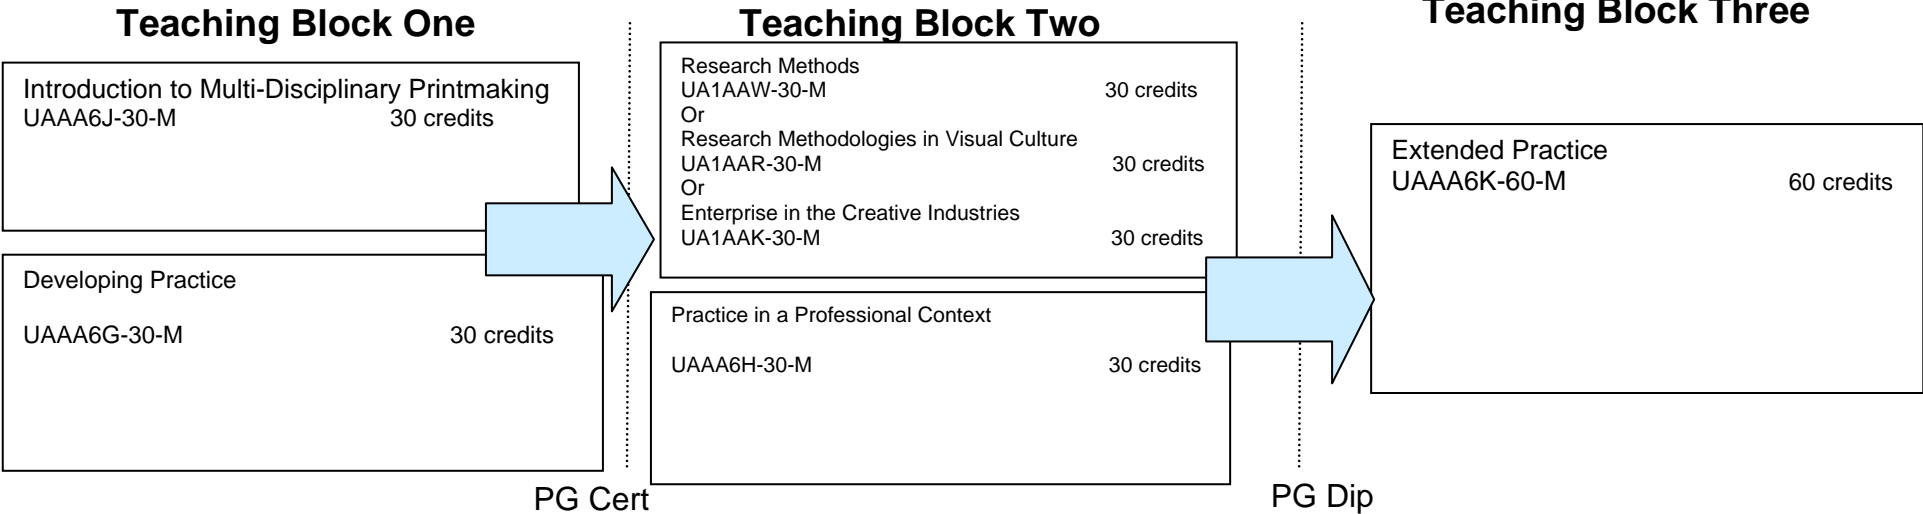 Teaching Block One
Introduction to Multi-Disciplinary Printmaking
UAAA6J-30-M 30 credits
Developing Practice
UAAA6G-30-M 30 credits
PG Cert
Teaching Block Two
Research Methods
UA1AAW-30-M 30 credits
Or
Research Methodologies in Visual Culture
UA1AAR-30-M 30 credits
Or
Enterprise in the Creative Industries
UA1AAK-30-M 30 credits
Practice in a Professional Context
UAAA6H-30-M 30 credits
PG Dip
Teaching Block Three
Extended Practice
UAAA6K-60-M 60 credits